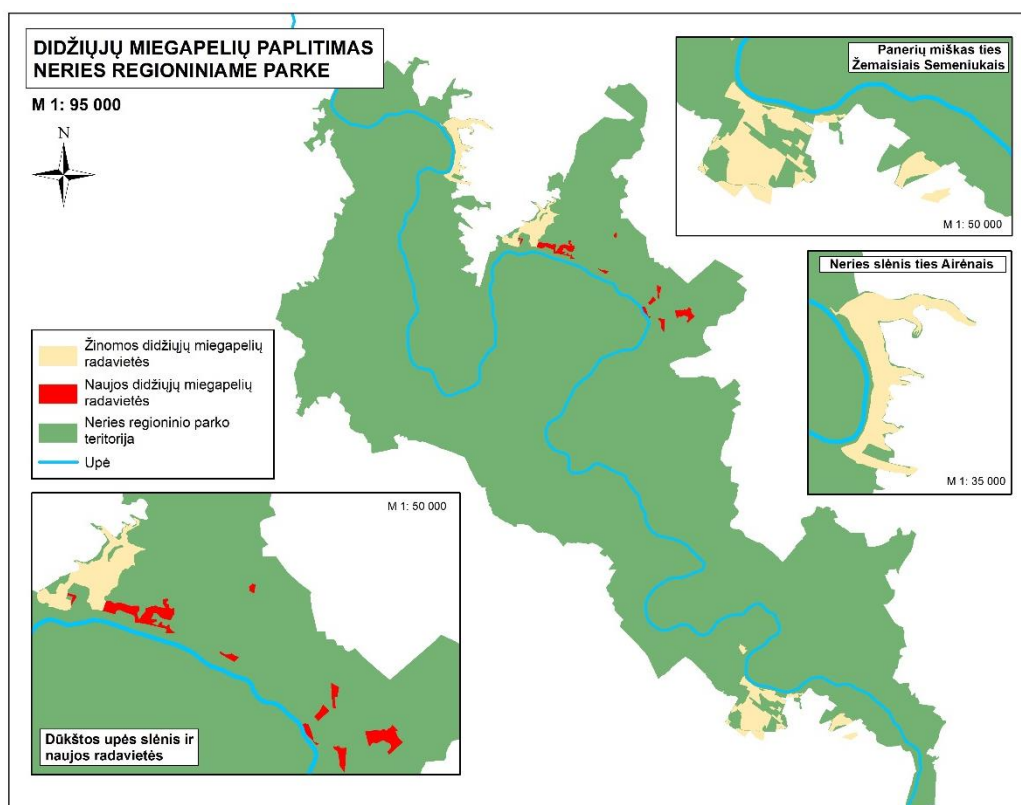 DIDŽIŲJŲ MIEGAPELIŲ PAPLITIMAS
NERIES REGIONINIAME PARKE
M 1: 95 000
N
Panerių miškas ties
Žemaisiais Semeniukais
M 1: 50 000
Neries slėnis ties Airėnais
M 1: 35 000
Žinomos didžiųjų miegapelių
radavietės
Naujos didžiųjų miegapelių
radavietės
Neries regioninio parko
teritorija
Upė
M 1: 50 000
Dūkštos upės slėnis ir
naujos radavietės